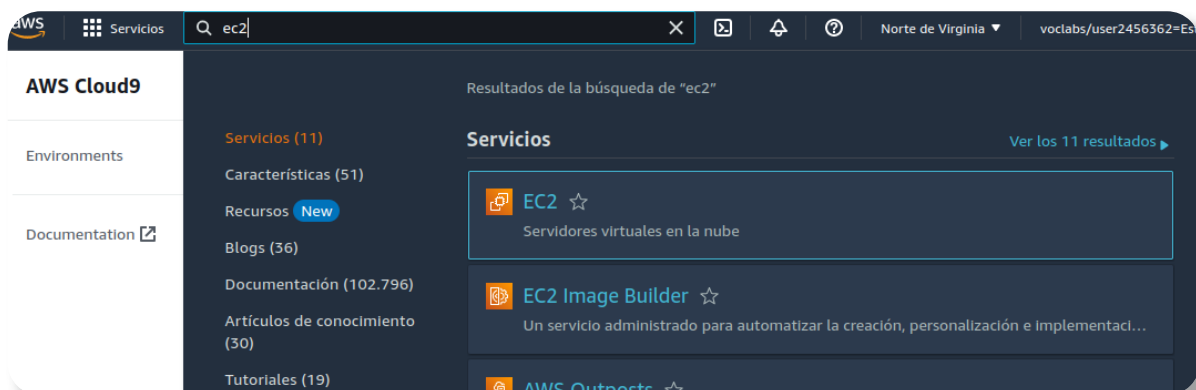 aws
Servicios
ec2
Norte de Virginia
voclabs/user2456362=Es
AWS Cloud9
Environments
Documentation
Resultados de la búsqueda de “ec2”
Servicios (11)
Características (51)
Recursos New
Blogs (36)
Documentación (102.796)
Artículos de conocimiento
(30)
Tutoriales (19)
Servicios
Ver los 11 resultados
EC2
Servidores virtuales en la nube
EC2 Image Builder
Un servicio administrado para automatizar la creación, personalización e implementaci...
AWS Outposts